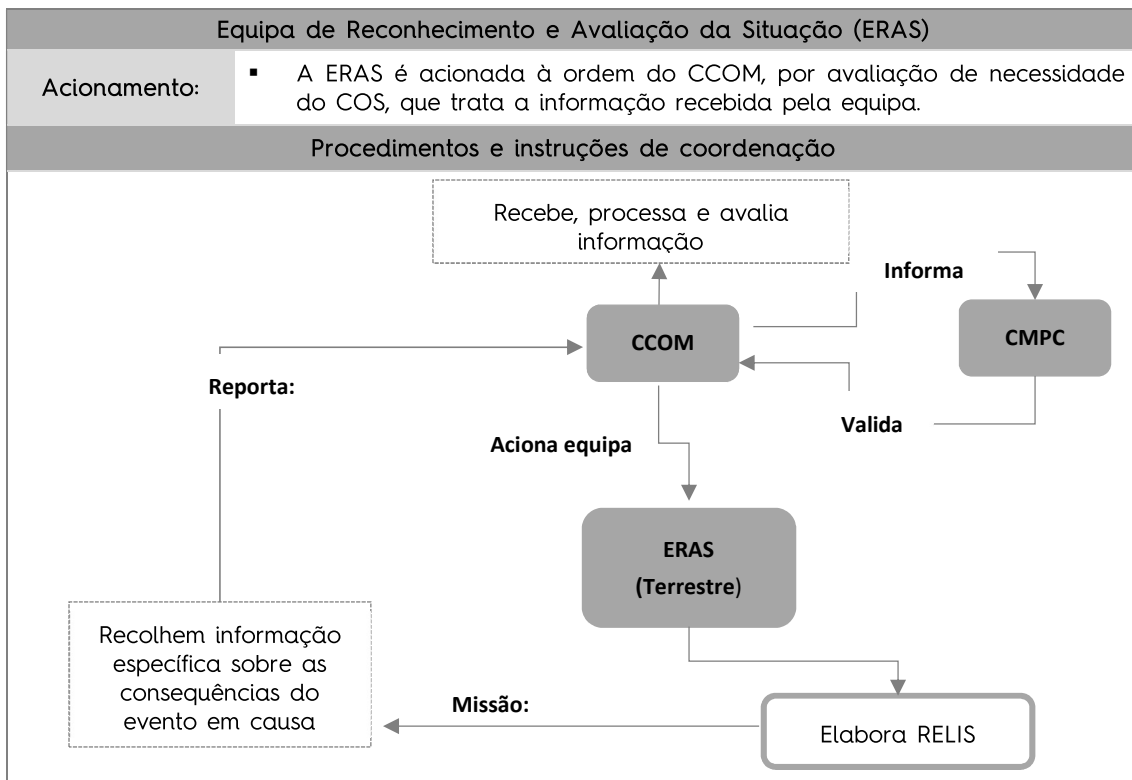 Equipa de Reconhecimento e Avaliação da Situação (ERAS)
Acionamento:
▪ A ERAS é acionada à ordem do CCOM, por avaliação de necessidade
do COS, que trata a informação recebida pela equipa.
Procedimentos e instruções de coordenação
Recebe, processa e avalia
informação
Informa
CCOM
CMPC
Reporta:
Valida
Aciona equipa
ERAS
(Terrestre)
Recolhem informação
específica sobre as
consequências do
evento em causa
Missão:
Elabora RELIS